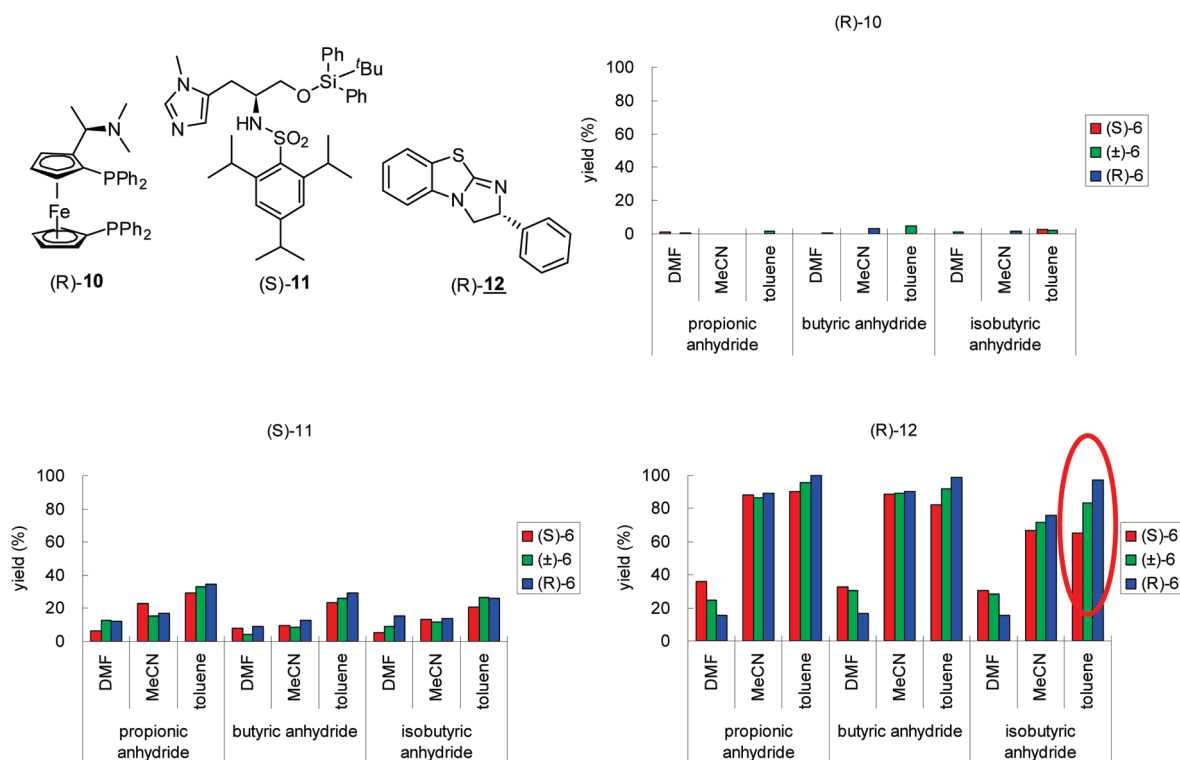 N
N
HN
SO2
O
Si
Ph
tBu
Ph
N
PPh2
Fe
PPh2
(R)-10
(S)-11
S
N
N
(R)-12
(R)-10
yield (%)
100
80
60
40
20
0
DMF
MeCN
toluene
DMF
MeCN
toluene
DMF
MeCN
toluene
propionic
anhydride
butyric anhydride
isobutyric
anhydride
(S)-6
(±)-6
(R)-6
(S)-11
yield (%)
100
80
60
40
20
0
DMF
MeCN
toluene
DMF
MeCN
toluene
DMF
MeCN
toluene
propionic
anhydride
butyric anhydride
isobutyric
anhydride
(S)-6
(±)-6
(R)-6
(R)-12
yield (%)
100
80
60
40
20
0
DMF
MeCN
toluene
DMF
MeCN
toluene
DMF
MeCN
toluene
propionic
anhydride
butyric anhydride
isobutyric
anhydride
(S)-6
(±)-6
(R)-6